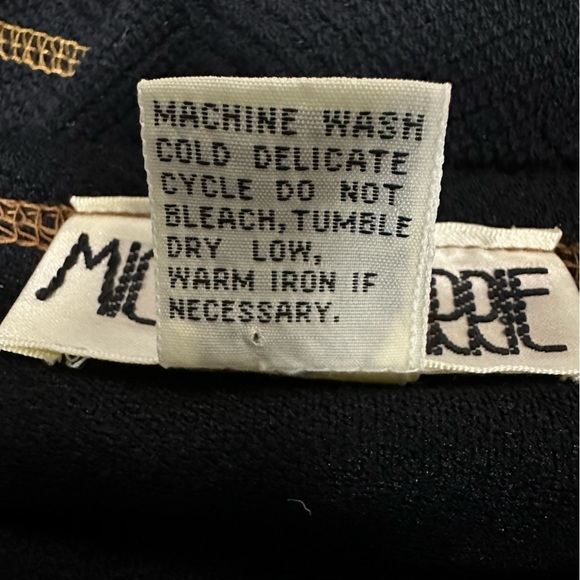 MACHINE WASH
COLD DELICATE
CYCLE DO NOT
BLEACH, TUMBLE
DRY LOW,
WARM IRON IF
NECESSARY.